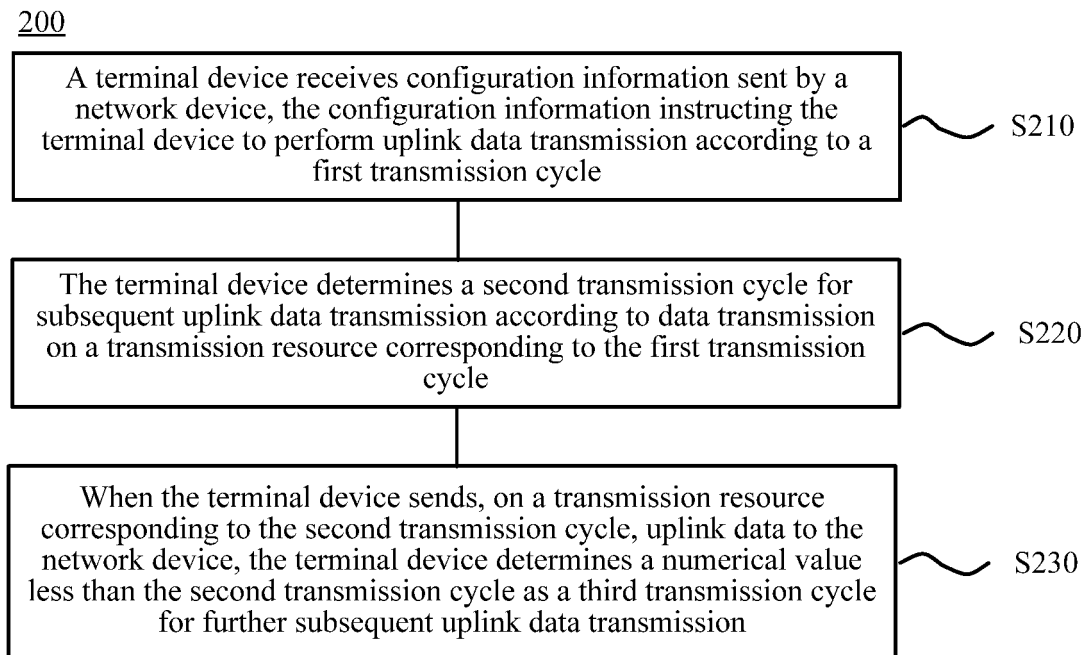 200
A terminal device receives configuration information sent by a
network device, the configuration information instructing the
terminal device to perform uplink data transmission according to a
first transmission cycle
S210
The terminal device determines a second transmission cycle for
subsequent uplink data transmission according to data transmission
on a transmission resource corresponding to the first transmission
cycle
S220
When the terminal device sends, on a transmission resource
corresponding to the second transmission cycle, uplink data to the
network device, the terminal device determines a numerical value
less than the second transmission cycle as a third transmission cycle
for further subsequent uplink data transmission
S230